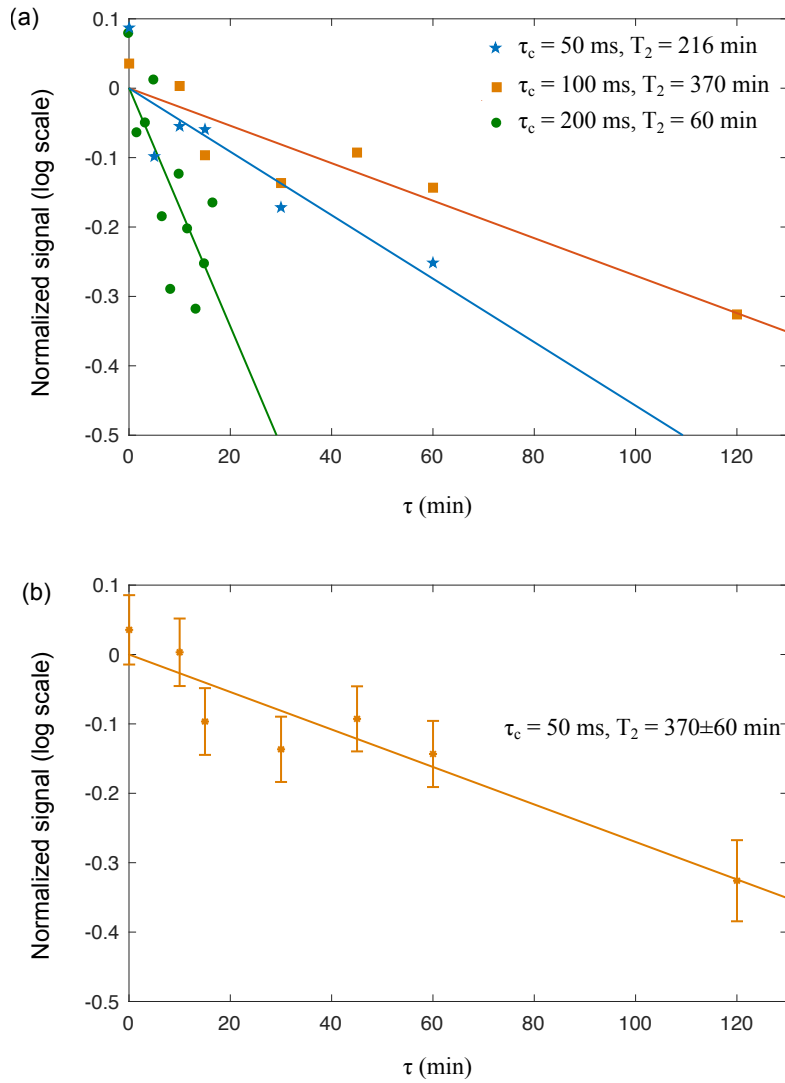 (a)
Normalized signal (log scale)
0.1
0
-0.1
-0.2
-0.3
-0.4
-0.5
τc = 50 ms, T2 = 216 min
τc = 100 ms, T2 = 370 min
τc = 200 ms, T2 = 60 min
0 20 40 60 80 100 120
τ (min)
(b)
Normalized signal (log scale)
0.1
0
-0.1
-0.2
-0.3
-0.4
-0.5
τc = 50 ms, T2 = 370±60 min
0 20 40 60 80 100 120
τ (min)